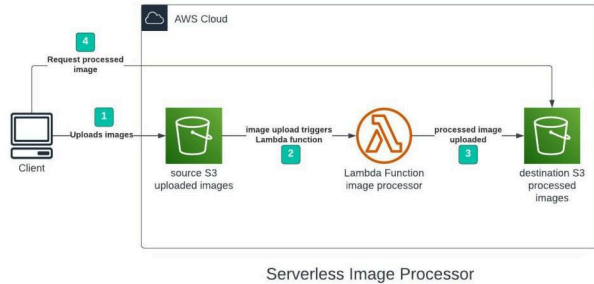 AWS Cloud
4
Request processed
image
1
Uploads images
Client
source S3
uploaded images
image upload triggers
Lambda function
2
Lambda Function
image processor
processed image
uploaded
3
destination S3
processed
images
Serverless Image Processor